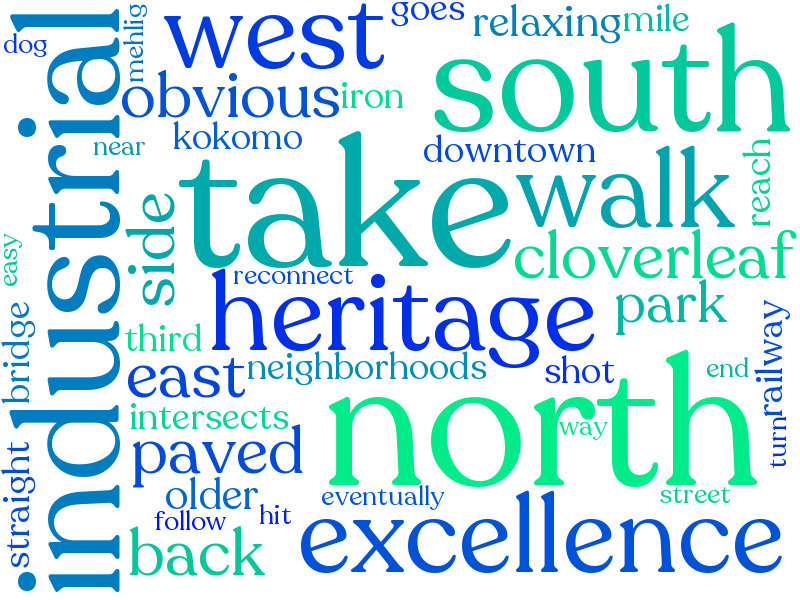 dog
mehlig
west
goes
relaxing
mile
obvious
iron
south
near
kokomo
downtown
industrial
side
take
walk
reach
easy
reconnect
cloverleaf
bridge
third
heritage
park
east
neighborhoods
shot
railway
intersects
end
straight
paved
north
way
turn
older
eventually
street
follow
hit
back
excellence